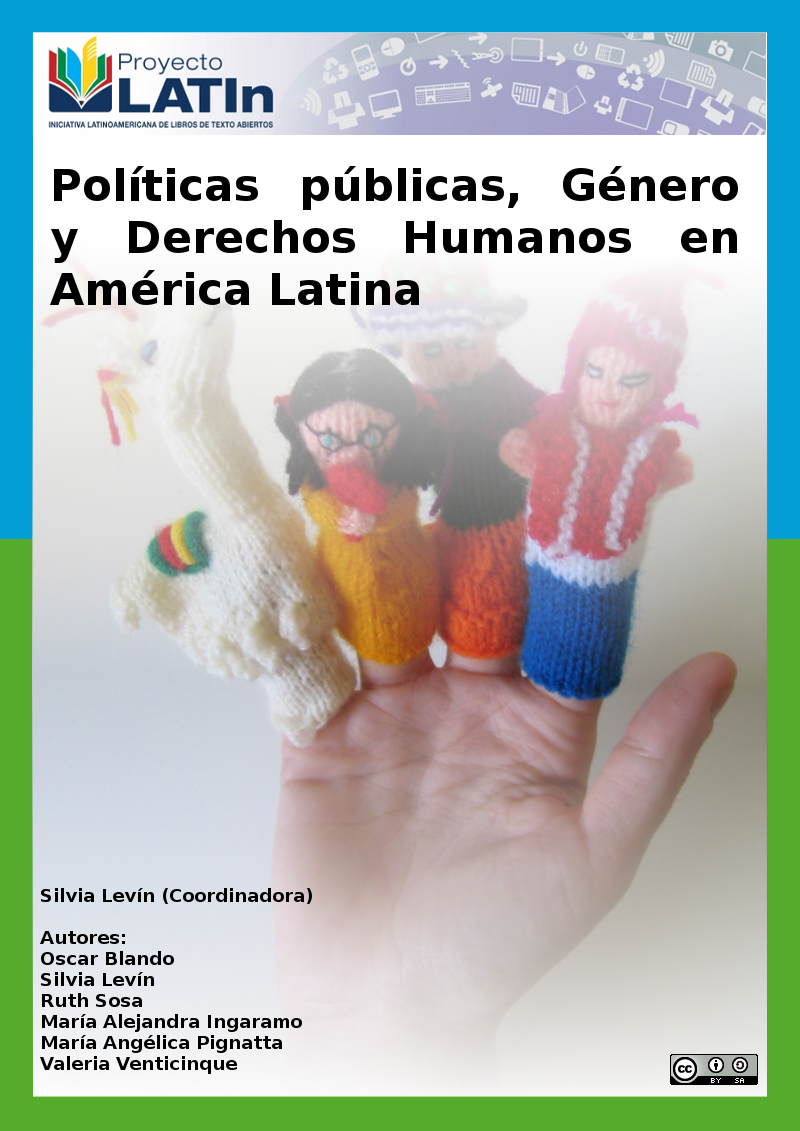 Proyecto
LATIn
INICIATIVA LATINOAMERICANA DE LIBROS DE TEXTO ABIERTOS
Políticas públicas, Género
y Derechos Humanos en
América Latina
Silvia Levín (Coordinadora)
Autores:
Oscar Blando
Silvia Levín
Ruth Sosa
María Alejandra Ingaramo
María Angélica Pignatta
Valeria Venticinque
cc
BY SA